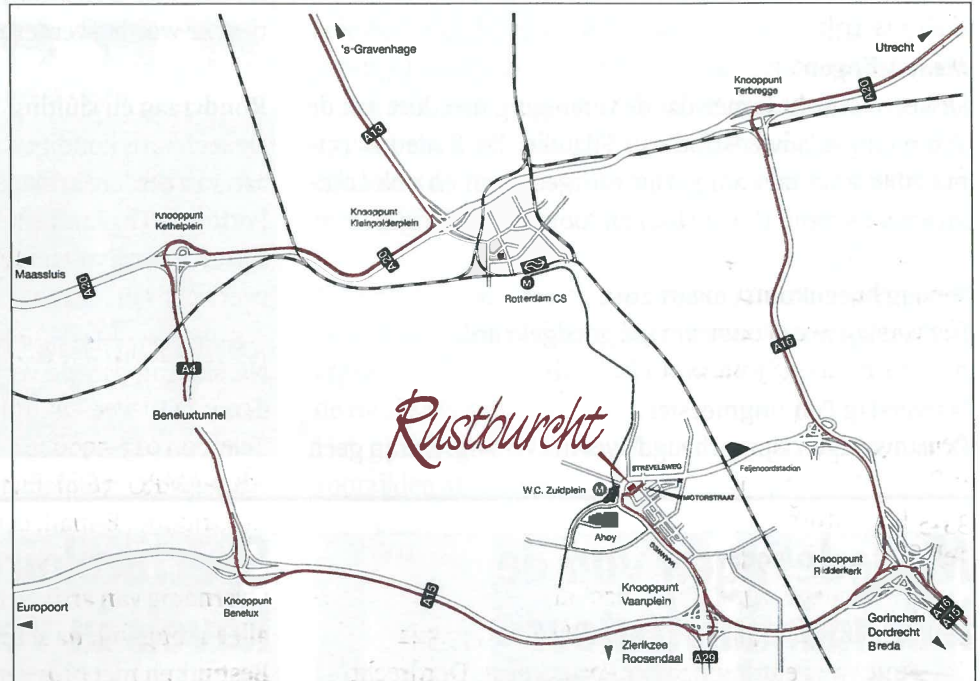 's-Gravenhage
Utrecht
Knooppunt
Terbregge
A20
A13
Knooppunt
Kethelplein
Knooppunt
Kleinpolderplein
A20
Maassluis
A20
M
Rotterdam CS
A16
A4
Beneluxtunnel
Rustburcht
STREVELSWEG
Feijenoordstadion
W.C. Zuidplein
M
MOTORSTRAAT
Ahoy
Knooppunt
Ridderkerk
Knooppunt
Vaanplein
A15
Knooppunt
Benelux
Europoort
A16
A15
Gorinchem
Dordrecht
Breda
Zierikzee
Roosendaal
A29